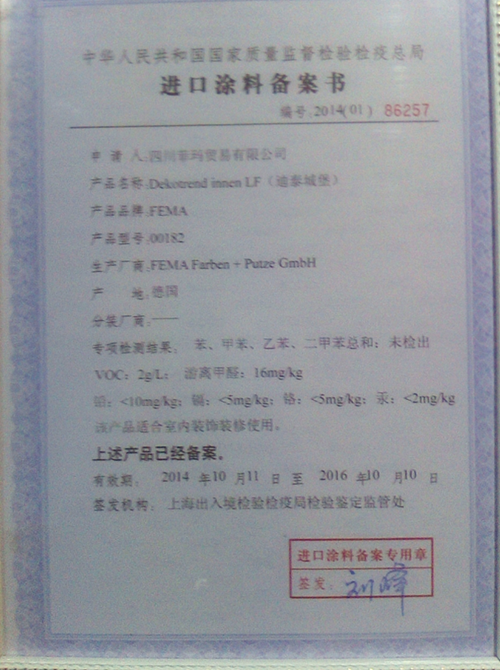 中华人民共和国国家质量监督检验检疫总局
进口涂料备案书
编号:2014(01) 86257
申 请 人:四川菲玛贸易有限公司
产品名称:Dekotrend innen LF（迪泰城堡）
产品品牌:FEMA
产品型号:00182
生产厂商:FEMA Farben + Putze GmbH
产 地:德国
分装厂商:——
专项检测结果: 苯、甲苯、乙苯、二甲苯总和: 未检出
VOC: 2g/L; 游离甲醛: 16mg/kg
铅: <10mg/kg; 镉: <5mg/kg; 铬: <5mg/kg; 汞: <2mg/kg
该产品适合室内装饰装修使用。
上述产品已经备案。
有效期: 2014 年10 月11 日 至 2016 年10 月10 日
签发机构: 上海出入境检验检疫局检验鉴定监管处
进口涂料备案专用章
签发: 刘峰